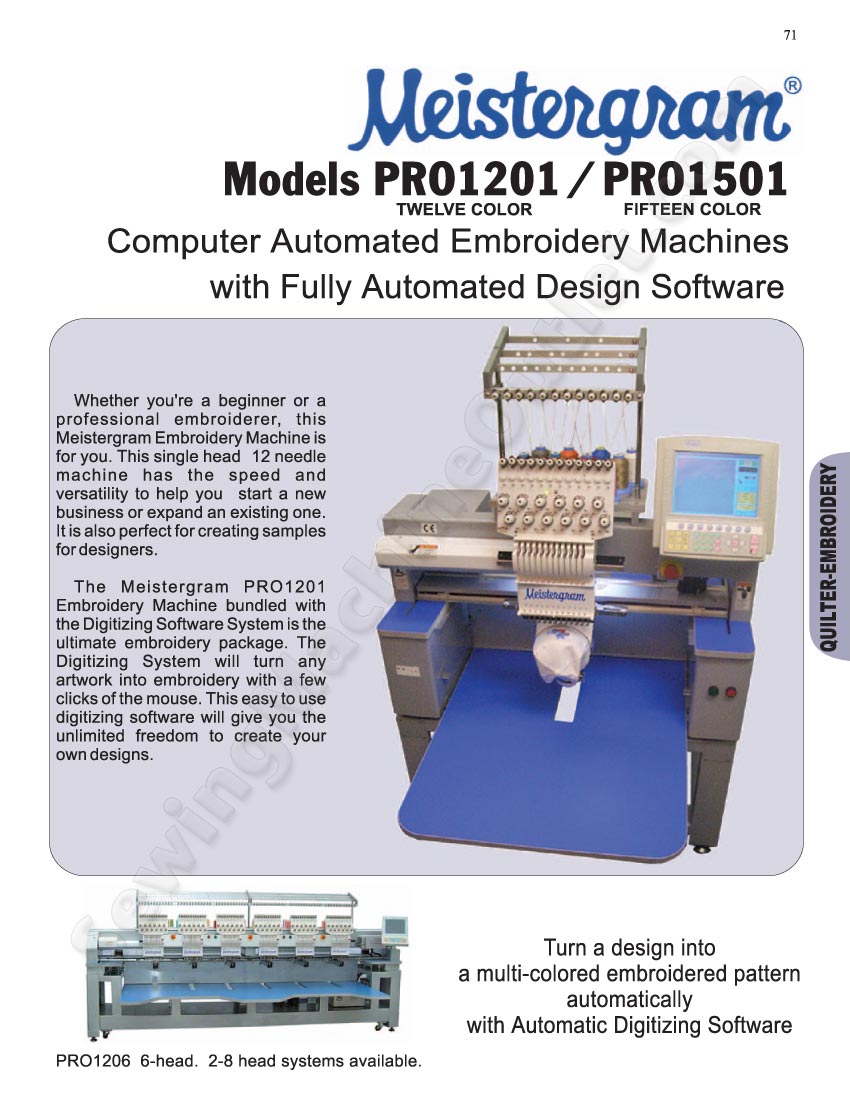 71
Meistergram®
Models PRO1201 / PRO1501
TWELVE COLOR FIFTEEN COLOR
Computer Automated Embroidery Machines
with Fully Automated Design Software
Whether you're a beginner or a
professional embroiderer, this
Meistergram Embroidery Machine is
for you. This single head 12 needle
machine has the speed and
versatility to help you start a new
business or expand an existing one.
It is also perfect for creating samples
for designers.
The Meistergram PRO1201
Embroidery Machine bundled with
the Digitizing Software System is the
ultimate embroidery package. The
Digitizing System will turn any
artwork into embroidery with a few
clicks of the mouse. This easy to use
digitizing software will give you the
unlimited freedom to create your
own designs.
CE
Meistergram
QUILTER-EMBROIDERY
Turn a design into
a multi-colored embroidered pattern
automatically
with Automatic Digitizing Software
PRO1206 6-head. 2-8 head systems available.
SewingMachineOutlet.com